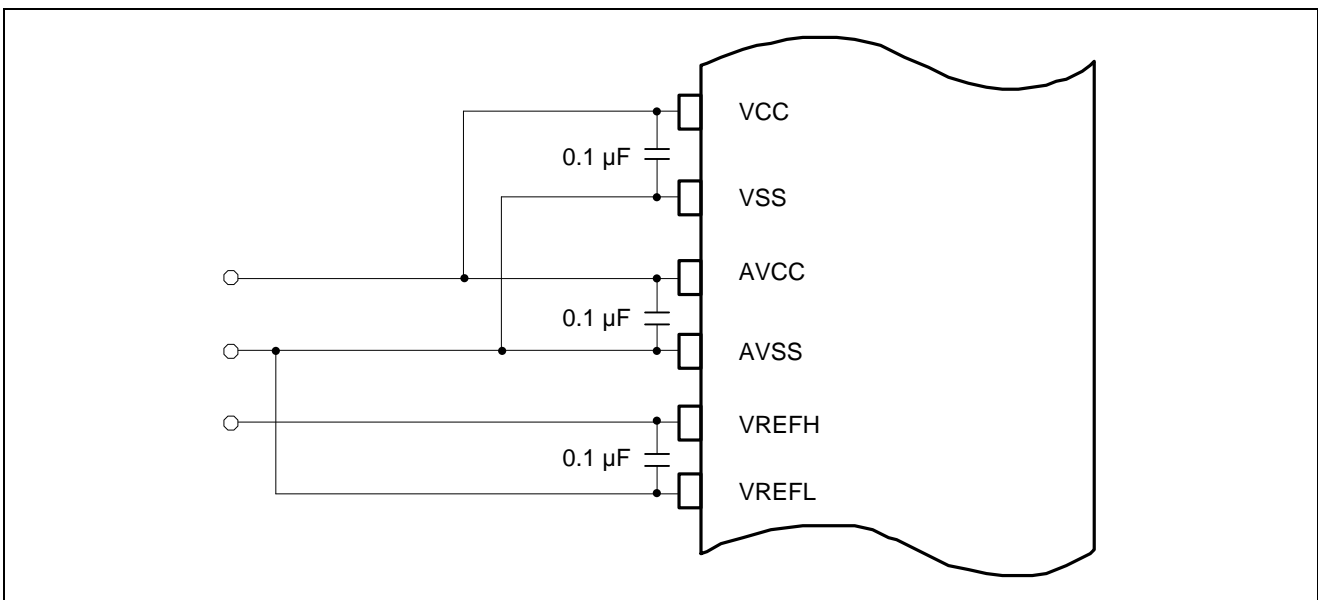 VCC
0.1 µF
VSS
AVCC
0.1 µF
AVSS
VREFH
0.1 µF
VREFL